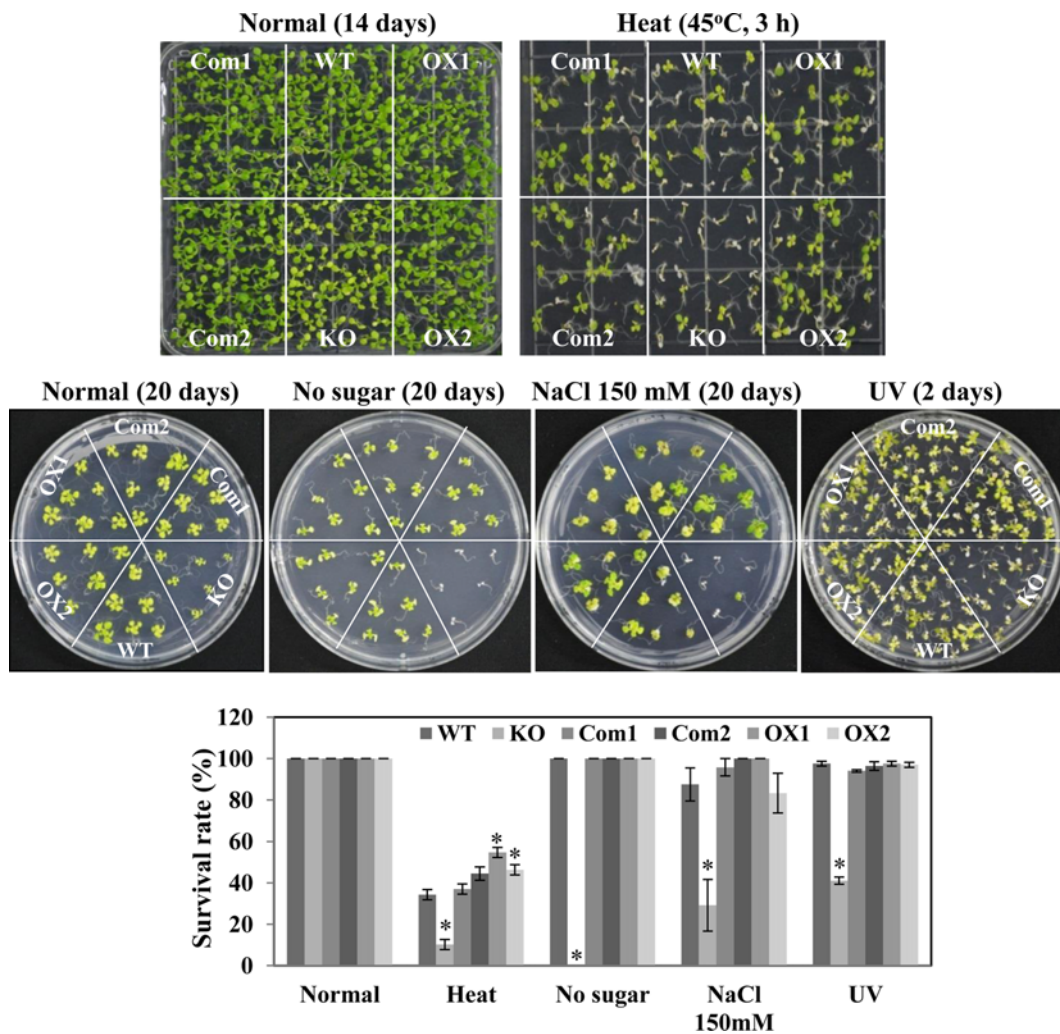 Normal (14 days)
Heat (45ºC, 3 h)
Com1 WT OX1
Com2 KO OX2
Com1 WT OX1
Com2 KO OX2
Normal (20 days)
No sugar (20 days)
NaCl 150 mM (20 days)
UV (2 days)
Com2
OX1
Com1
OX2
KO
WT
Com2
OX1
Com1
OX2
KO
WT
Survival rate (%)
120
100
80
60
40
20
0
WT KO Com1 Com2 OX1 OX2
* * * * * *
Normal
Heat
No sugar
NaCl
150mM
UV